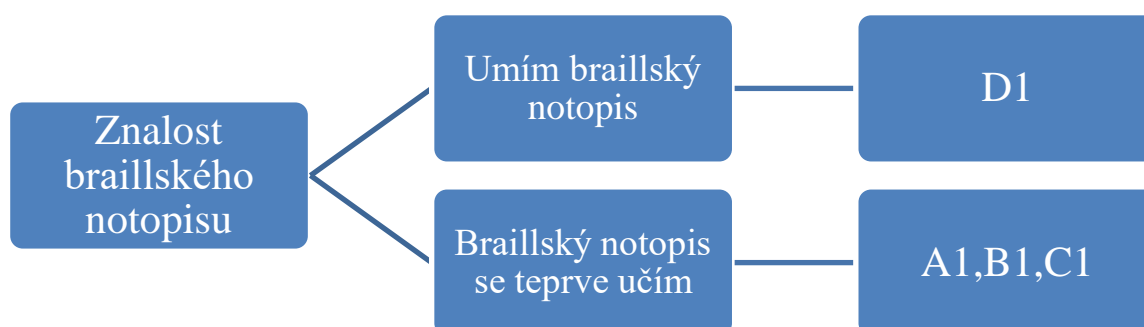 Znalost
braillského
notopisu
Umím braillský
notopis
D1
Braillský notopis
se teprve učím
A1,B1,C1